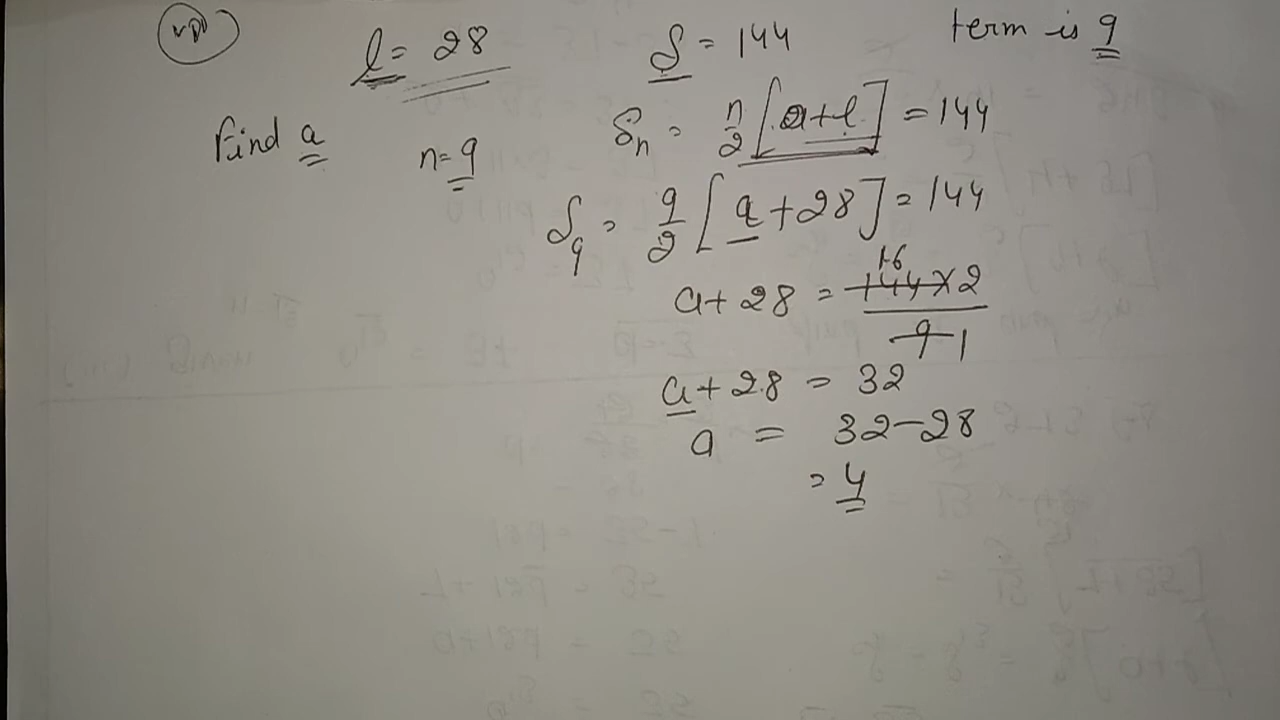 l = 28 S = 144 term is 9
Find a n = 9 Sn = n/2 [a+l] = 144
S9 = 9/2 [a + 28] = 144
a + 28 = 144 × 2 / 9 16 1
a + 28 = 32
a = 32 - 28
= 4